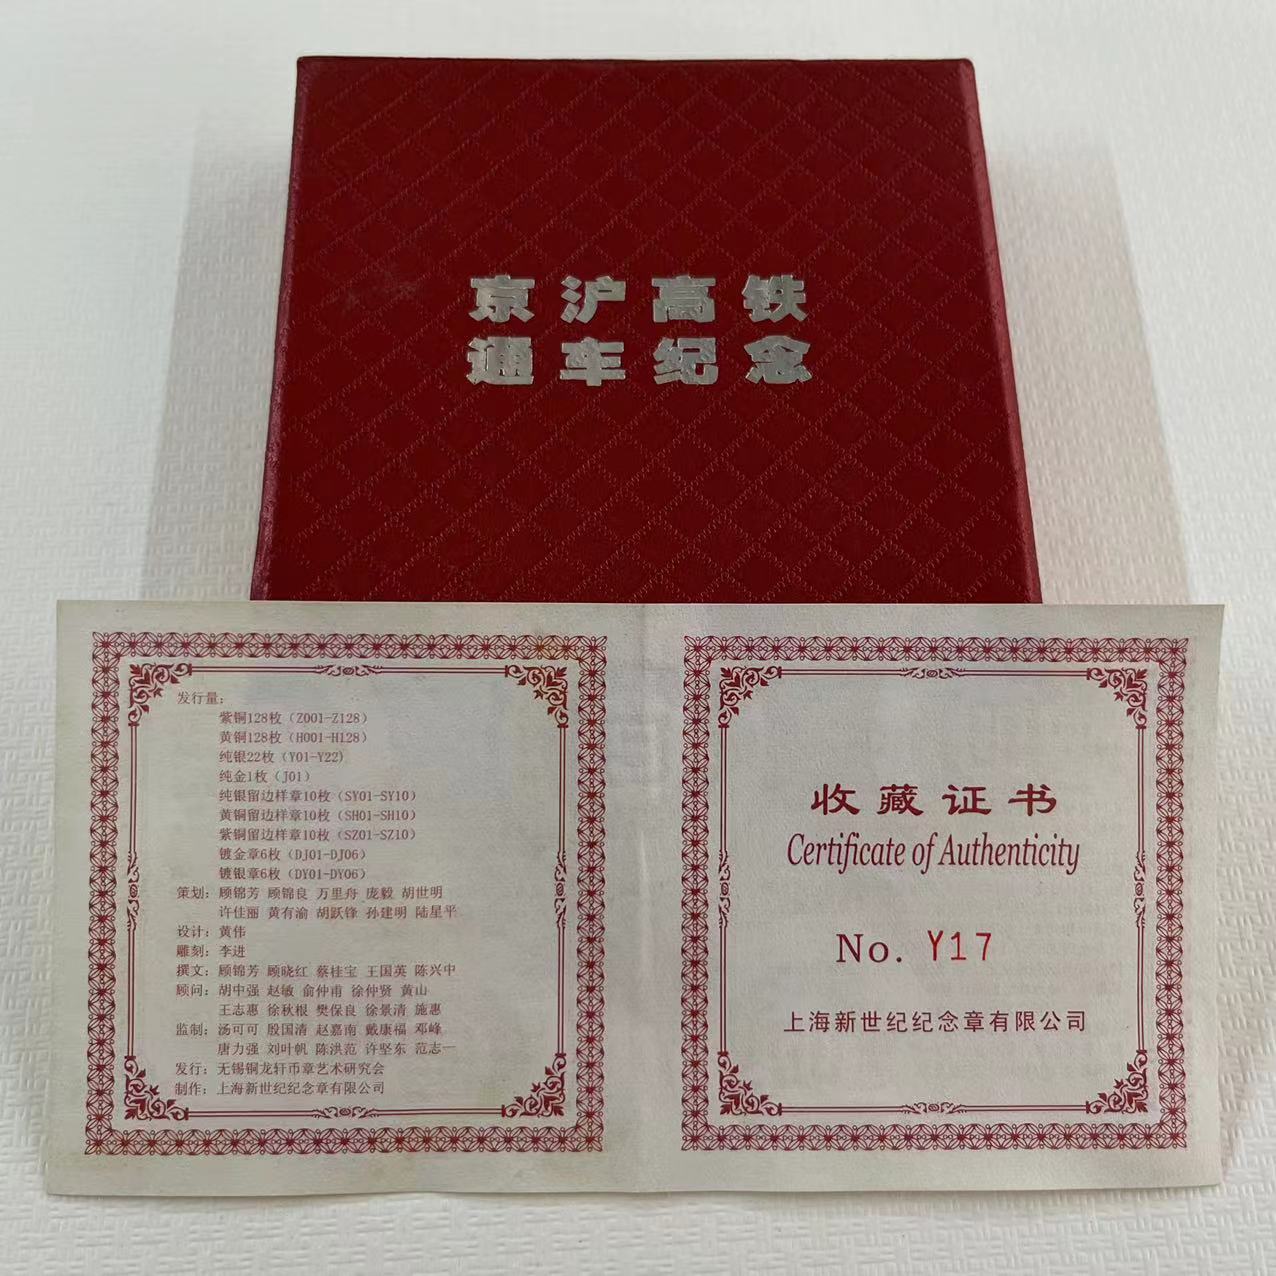 京沪高铁
通车纪念
发行量：
紫铜128枚（Z001-Z128）
黄铜128枚（H001-H128）
纯银22枚（Y01-Y22）
纯金1枚（J01）
纯银留边样章10枚（SY01-SY10）
黄铜留边样章10枚（SH01-SH10）
紫铜留边样章10枚（SZ01-SZ10）
镀金章6枚（DJ01-DJ06）
镀银章6枚（DY01-DY06）
策划：顾锦芳 顾锦良 万里舟 庞毅 胡世明
许佳丽 黄有渝 胡跃锋 孙建明 陆星平
设计：黄伟
雕刻：李进
撰文：顾锦芳 顾晓红 蔡桂宝 王国英 陈兴中
顾问：胡中强 赵敏 俞仲甫 徐仲贤 黄山
王志惠 徐秋根 樊保良 徐景清 施惠
监制：汤可可 殷国清 赵嘉南 戴康福 邓峰
唐力强 刘叶帆 陈洪范 许坚东 范志一
发行：无锡铜龙轩币章艺术研究会
制作：上海新世纪纪念章有限公司
收藏证书
Certificate of Authenticity
No. Y17
上海新世纪纪念章有限公司